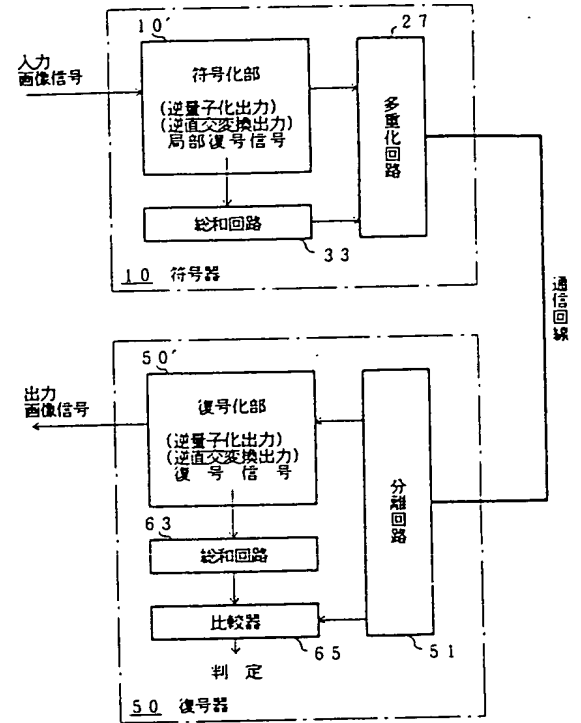 10′
27
入力
画像信号
符号化部
(逆量子化出力)
(逆直交変換出力)
局部復号信号
多重化回路
総和回路
33
10 符号器
通信回線
50′
出力
画像信号
復号化部
(逆量子化出力)
(逆直交変換出力)
復号信号
分離回路
63
総和回路
比較器
65
51
判定
50 復号器